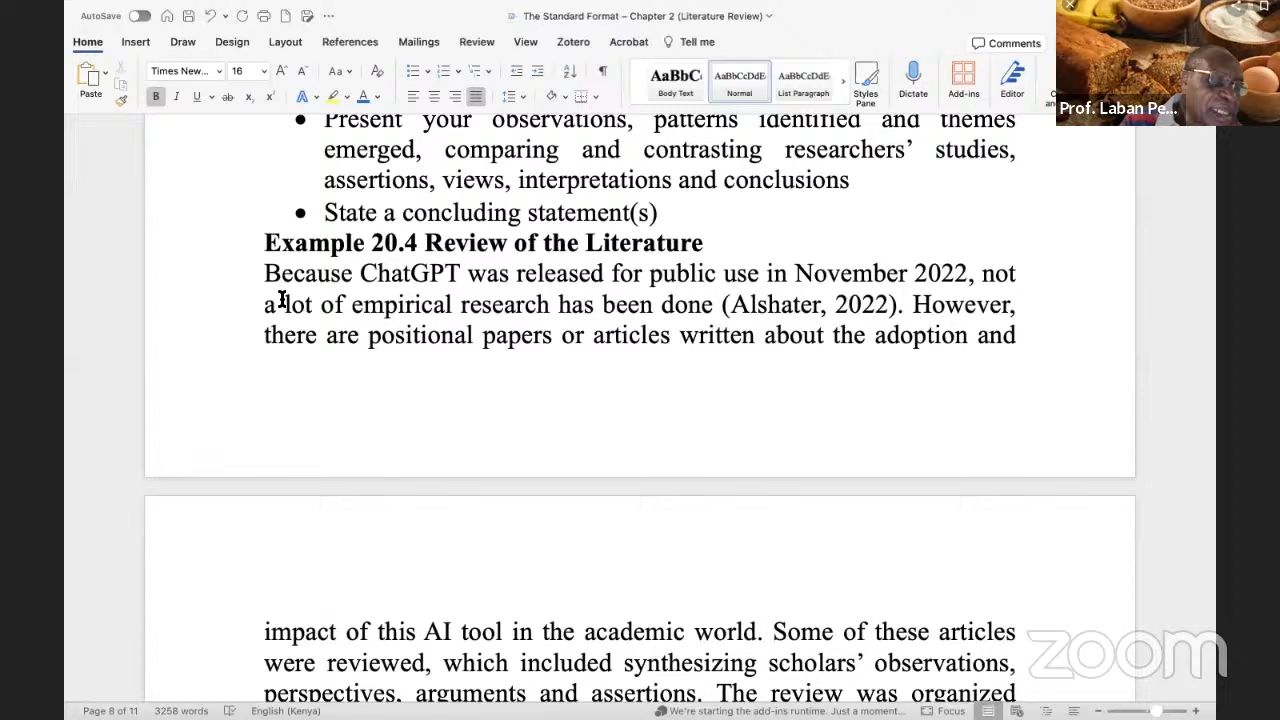 AutoSave
The Standard Format – Chapter 2 (Literature Review)
Home Insert Draw Design Layout References Mailings Review View Zotero Acrobat Tell me
Comments
Paste
Times New... 16
AaBbC AaBbCcDdE AaBbCcDdE
Body Text Normal List Paragraph
Styles Pane
Dictate
Add-ins
Editor
Prof. Laban Pe...
• Present your observations, patterns identified and themes
emerged, comparing and contrasting researchers’ studies,
assertions, views, interpretations and conclusions
• State a concluding statement(s)
Example 20.4 Review of the Literature
Because ChatGPT was released for public use in November 2022, not
a lot of empirical research has been done (Alshater, 2022). However,
there are positional papers or articles written about the adoption and
impact of this AI tool in the academic world. Some of these articles
were reviewed, which included synthesizing scholars’ observations,
perspectives, arguments and assertions. The review was organized
zoom
Page 8 of 11 3258 words English (Kenya) We're starting the add-ins runtime. Just a moment... Focus